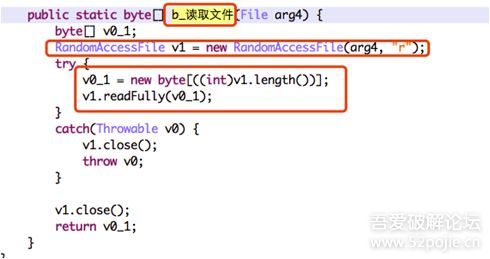 public static byte[] b_读取文件(File arg4) {
    byte[] v0_1;
    RandomAccessFile v1 = new RandomAccessFile(arg4, "r");
    try {
        v0_1 = new byte[((int)v1.length())];
        v1.readFully(v0_1);
    }
    catch(Throwable v0) {
        v1.close();
        throw v0;
    }
    v1.close();
    return v0_1;
}
吾爱破解论坛
www.52pojie.cn